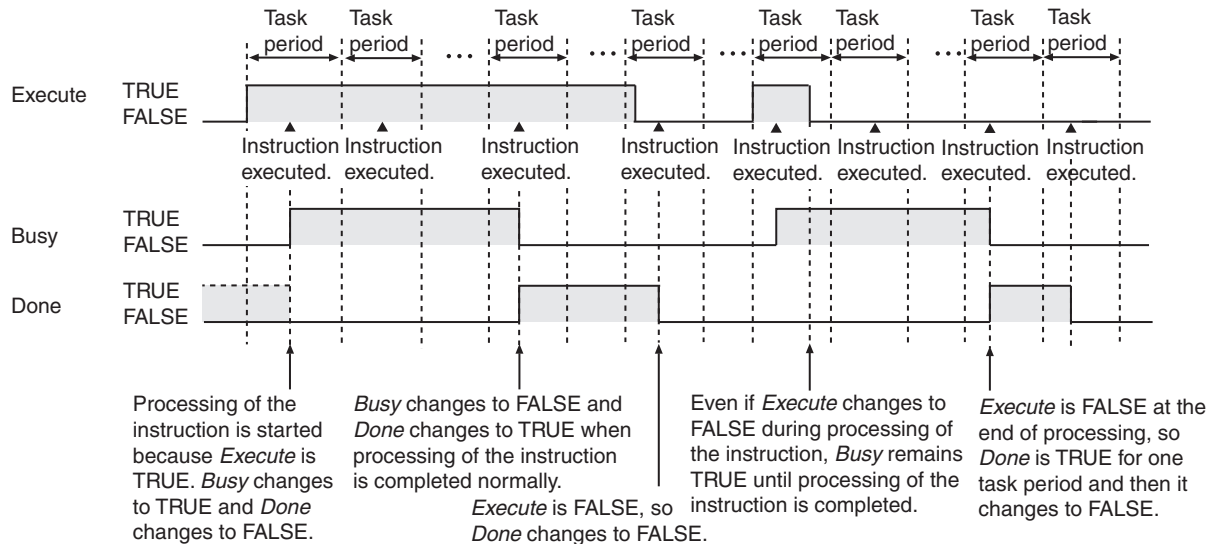 Task Task Task Task Task Task Task Task
period period ••• period ••• period ••• period period ••• period period
Execute TRUE
FALSE
Instruction Instruction Instruction Instruction Instruction Instruction Instruction Instruction
executed. executed. executed. executed. executed. executed. executed. executed.
Busy TRUE
FALSE
Done TRUE
FALSE
Processing of the
instruction is started
because Execute is
TRUE. Busy changes
to TRUE and Done
changes to FALSE.
Busy changes to FALSE and
Done changes to TRUE when
processing of the instruction
is completed normally.
Execute is FALSE, so
Done changes to FALSE.
Even if Execute changes to
FALSE during processing of
the instruction, Busy remains
TRUE until processing of the
instruction is completed.
Execute is FALSE at the
end of processing, so
Done is TRUE for one
task period and then it
changes to FALSE.